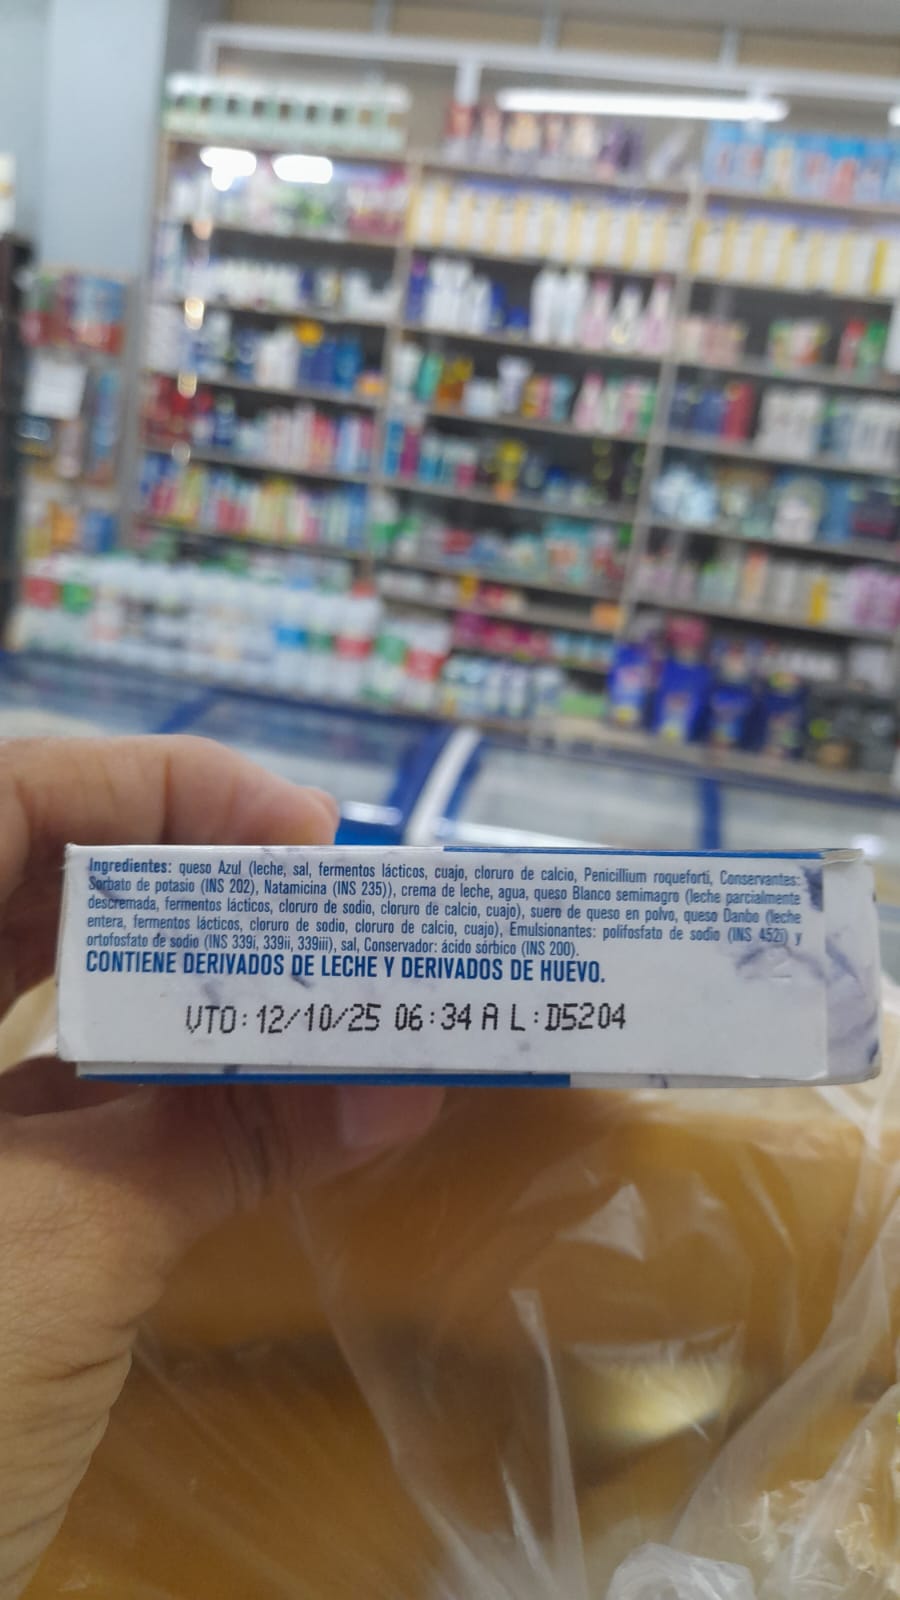 Ingredientes: queso Azul (leche, sal, fermentos lácticos, cuajo, cloruro de calcio, Penicillium roqueforti, Conservantes:
Sorbato de potasio (INS 202), Natamicina (INS 235)), crema de leche, agua, queso Blanco semimagro (leche parcialmente
descremada, fermentos lácticos, cloruro de sodio, cloruro de calcio, cuajo), suero de queso en polvo, queso Danbo (leche
entera, fermentos lácticos, cloruro de sodio, cloruro de calcio, cuajo), Emulsionantes: polifosfato de sodio (INS 452i) y
ortofosfato de sodio (INS 339i, 339ii, 339iii), sal, Conservador: ácido sórbico (INS 200).
CONTIENE DERIVADOS DE LECHE Y DERIVADOS DE HUEVO.
VTO: 12/10/25 06:34 A L: D5204